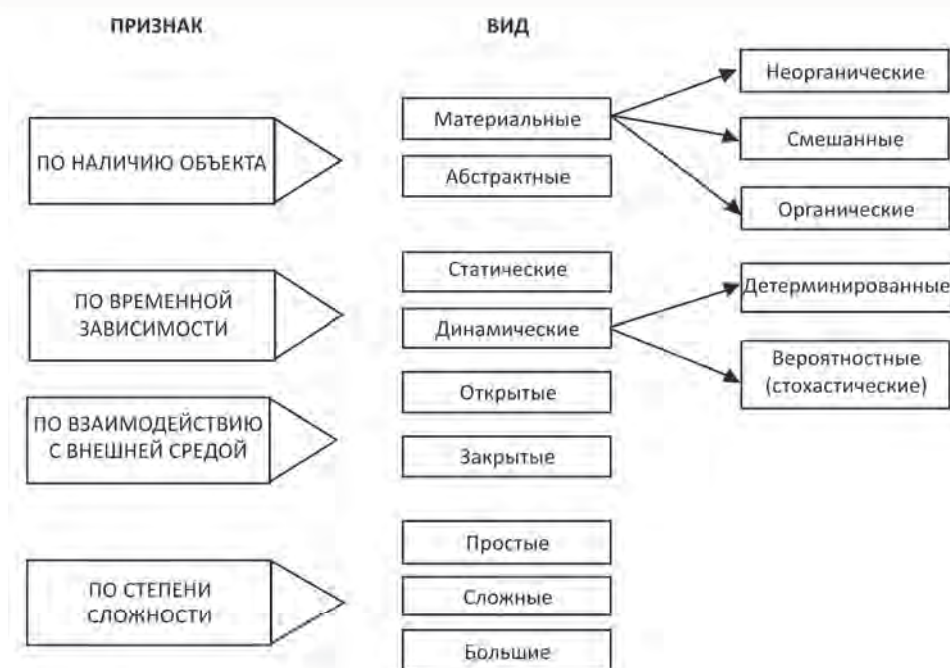 ПРИЗНАК
ВИД
ПО НАЛИЧИЮ ОБЪЕКТА
Материальные
Абстрактные
Неорганические
Смешанные
Органические
ПО ВРЕМЕННОЙ
ЗАВИСИМОСТИ
Статические
Динамические
Детерминированные
Вероятностные
(стохастические)
ПО ВЗАИМОДЕЙСТВИЮ
С ВНЕШНЕЙ СРЕДОЙ
Открытые
Закрытые
ПО СТЕПЕНИ
СЛОЖНОСТИ
Простые
Сложные
Большие